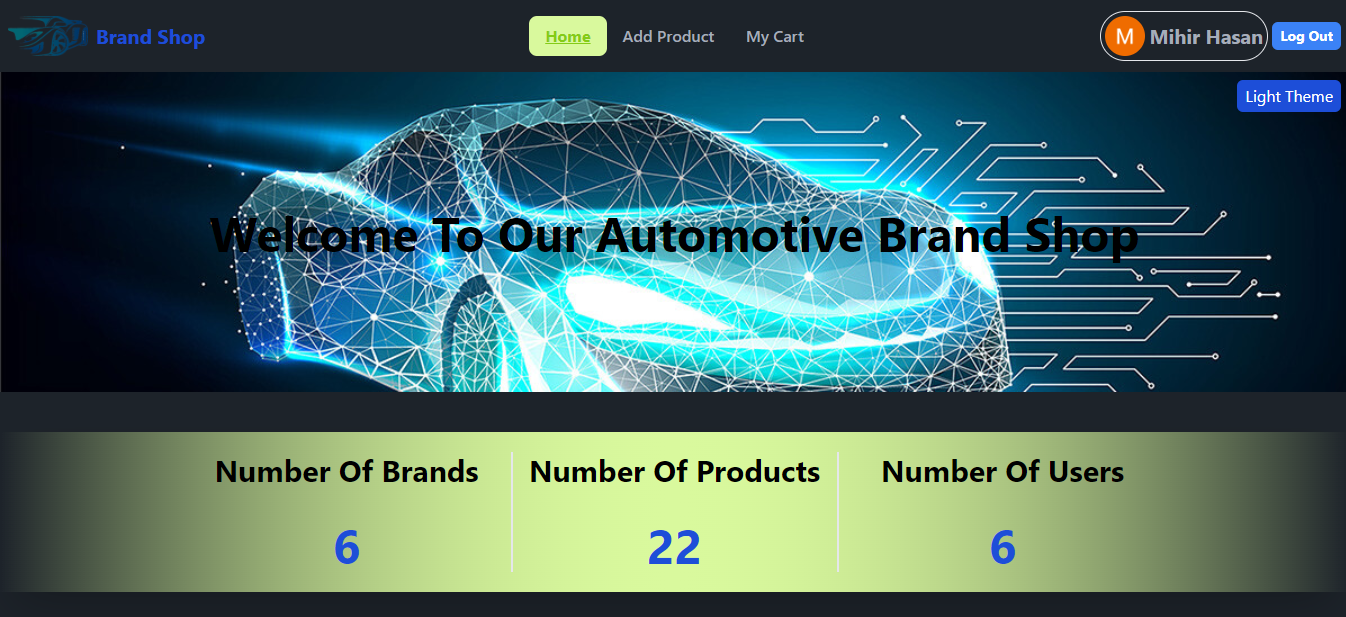 Brand Shop
Home
Add Product
My Cart
M
Mihir Hasan
Log Out
Light Theme
Welcome To Our Automotive Brand Shop
Number Of Brands
6
Number Of Products
22
Number Of Users
6